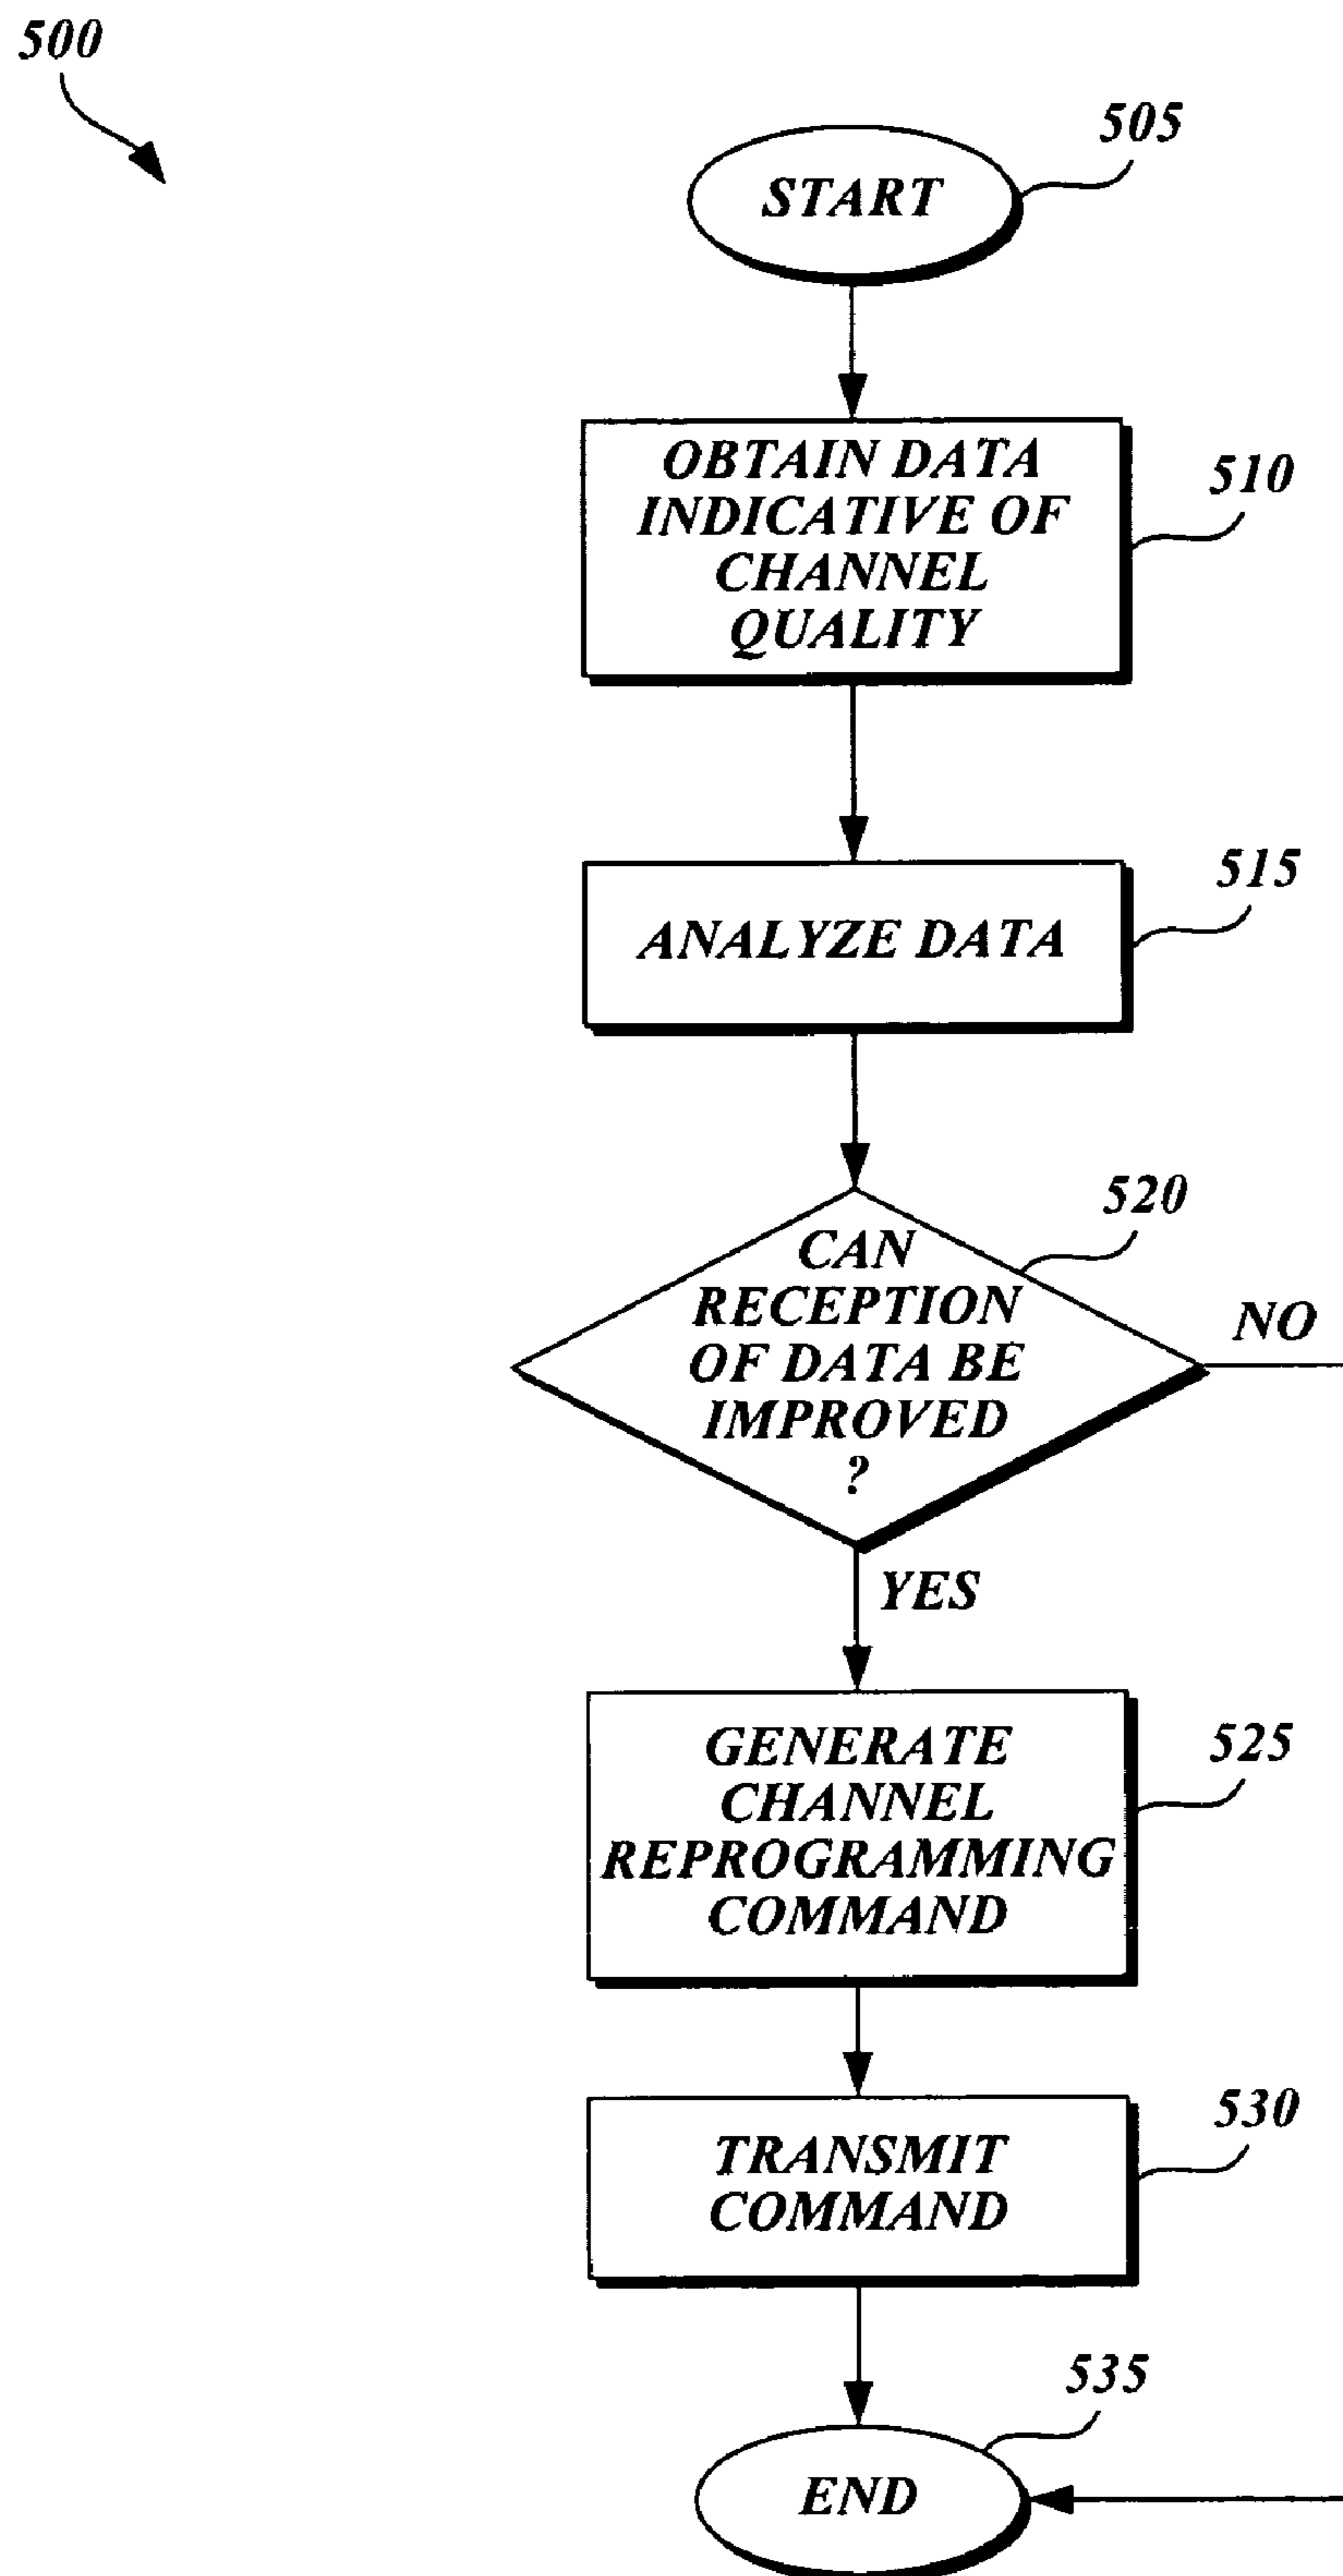 500
505
START
OBTAIN DATA
INDICATIVE OF
CHANNEL
QUALITY
510
ANALYZE DATA
515
520
CAN
RECEPTION
OF DATA BE
IMPROVED
?
NO
YES
GENERATE
CHANNEL
REPROGRAMMING
COMMAND
525
TRANSMIT
COMMAND
530
535
END